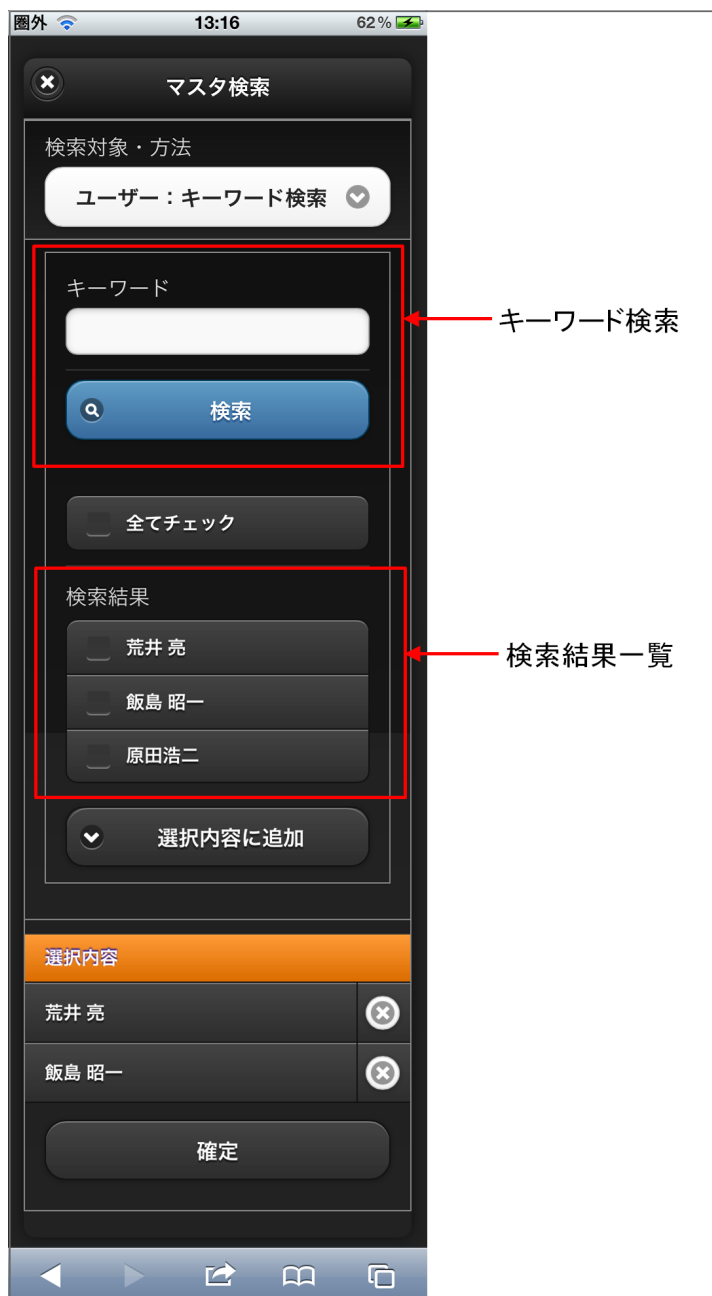 圏外 13:16 62%
マスタ検索
検索対象・方法
ユーザー：キーワード検索
キーワード
キーワード検索
検索
全てチェック
検索結果
荒井 亮
検索結果一覧
飯島 昭一
原田浩二
選択内容に追加
選択内容
荒井 亮
飯島 昭一
確定